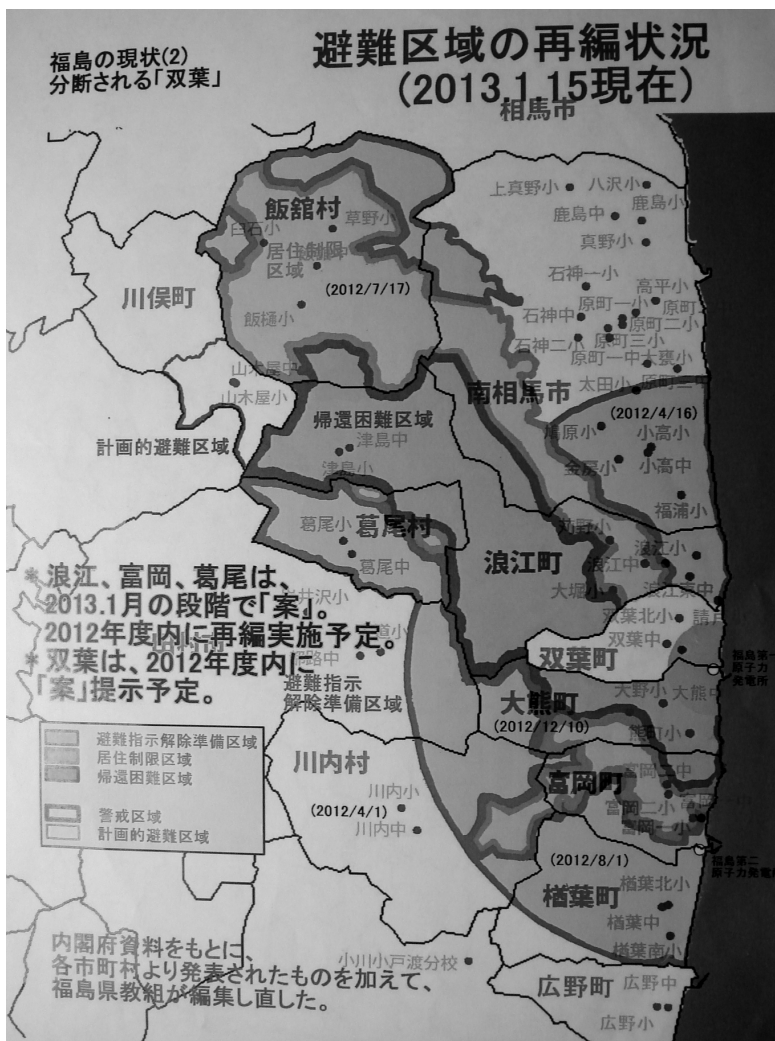 福島の現状(2)
分断される「双葉」
避難区域の再編状況
(2013.1.15現在)
相馬市
上真野小
八沢小
鹿島小
鹿島中
真野小
飯舘村
草野小
臼石小
居住制限
区域
(2012/7/17)
飯樋小
川俣町
石神一小
高平小
石神中
原町一小
原町二小
石神二小
原町三小
原町一中
大甕小
太田小
南相馬市
(2012/4/16)
山木屋中
山木屋小
計画的避難区域
帰還困難区域
津島中
津島小
小高小
金房小
小高中
福浦小
葛尾村
葛尾小
葛尾中
浪江町
浪江小
浪江中
大堀小
浪江東中
*浪江、富岡、葛尾は、
2013.1月の段階で「案」。
2012年度内に再編実施予定。
*双葉は、2012年度内に
「案」提示予定。
双葉北小
双葉中
双葉町
福島第一
原子力
発電所
避難指示
解除準備区域
大熊町
大野小
大熊中
(2012/12/10)
熊町小
避難指示解除準備区域
居住制限区域
帰還困難区域
警戒区域
計画的避難区域
川内村
川内小
(2012/4/1)
川内中
富岡町
富岡二中
富岡二小
富岡一小
福島第二
原子力発電所
(2012/8/1)
楢葉町
楢葉北小
楢葉中
楢葉南小
内閣府資料をもとに、
各市町村より発表されたものを加えて、
福島県教組が編集し直した。
小川小戸渡分校
広野町
広野中
広野小